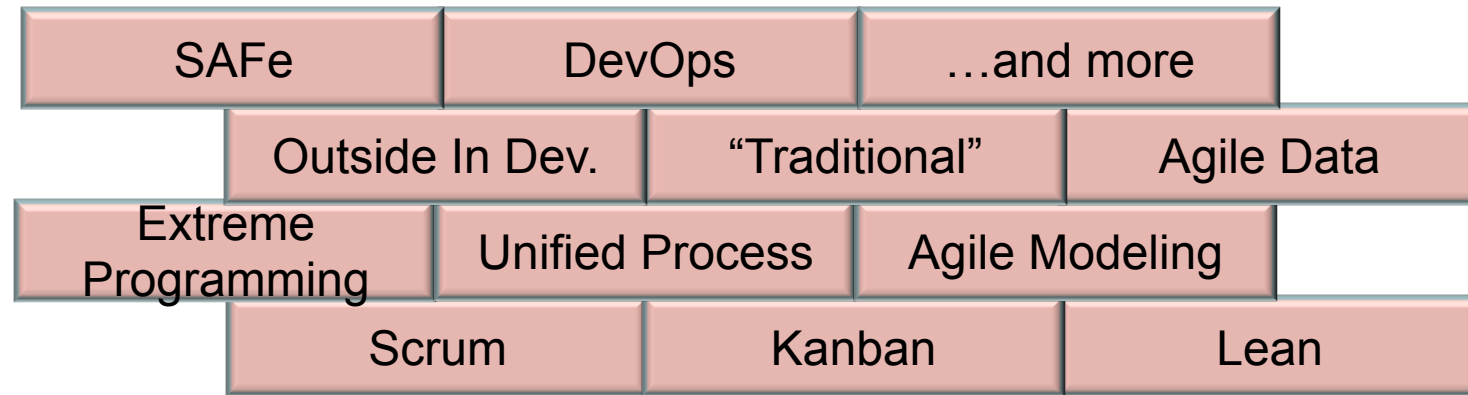 SAFe DevOps …and more
Outside In Dev. “Traditional” Agile Data
Extreme
Programming
Unified Process Agile Modeling
Scrum Kanban Lean